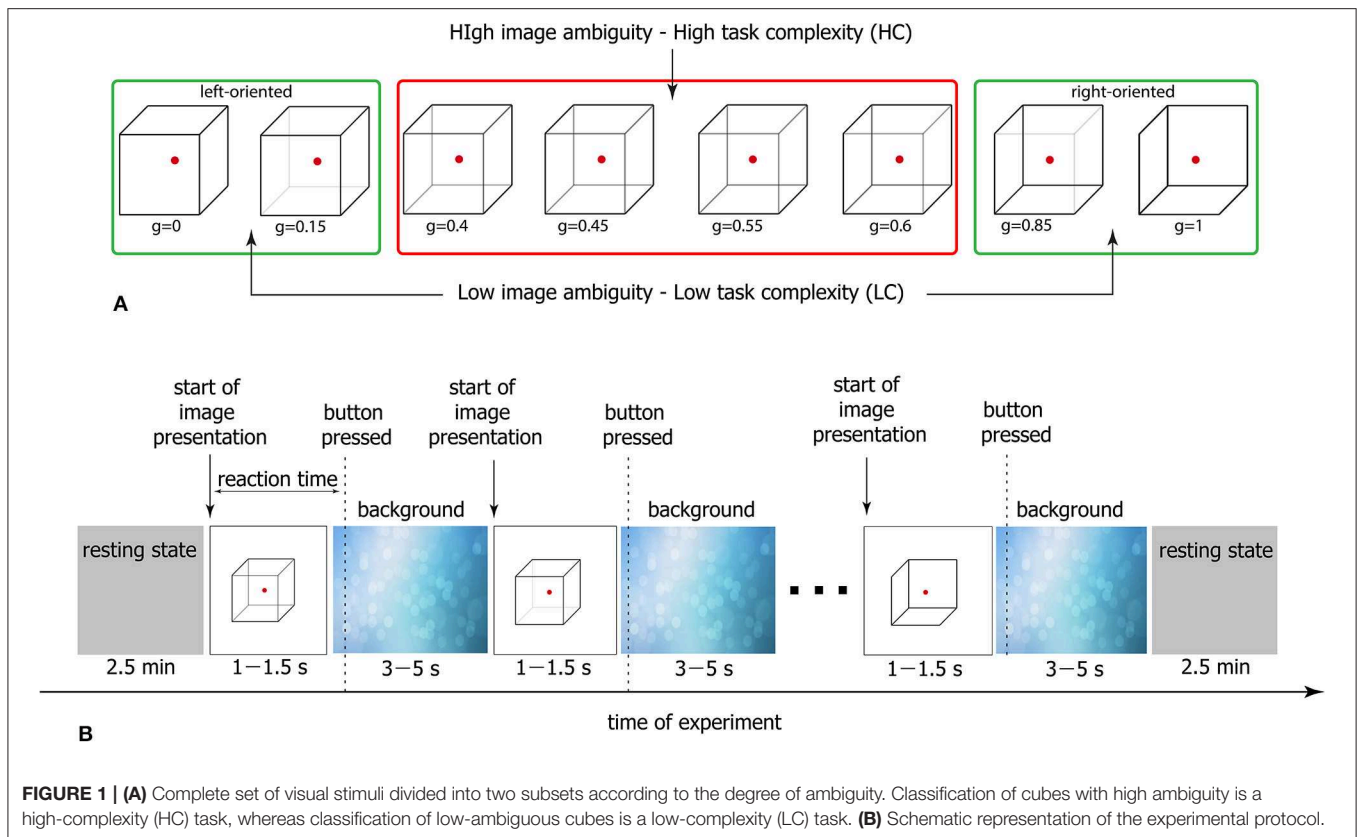 HIgh image ambiguity - High task complexity (HC)
left-oriented
right-oriented
g=0
g=0.15
g=0.4
g=0.45
g=0.55
g=0.6
g=0.85
g=1
Low image ambiguity - Low task complexity (LC)
A
start of
image
presentation
button
pressed
start of
image
presentation
button
pressed
start of
image
presentation
button
pressed
reaction time
background
background
background
resting state
resting state
2.5 min
1−1.5 s
3−5 s
1−1.5 s
3−5 s
1−1.5 s
3−5 s
2.5 min
time of experiment
B
FIGURE 1 | (A) Complete set of visual stimuli divided into two subsets according to the degree of ambiguity. Classification of cubes with high ambiguity is a
high-complexity (HC) task, whereas classification of low-ambiguous cubes is a low-complexity (LC) task. (B) Schematic representation of the experimental protocol.